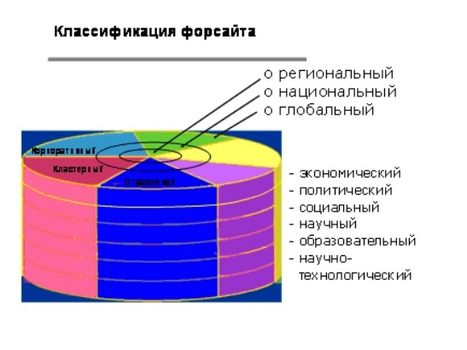 Классификация форсайта
o региональный
o национальный
o глобальный
Корпоративный
Кластерный
- экономический
- политический
- социальный
- научный
- образовательный
- научно-
технологический